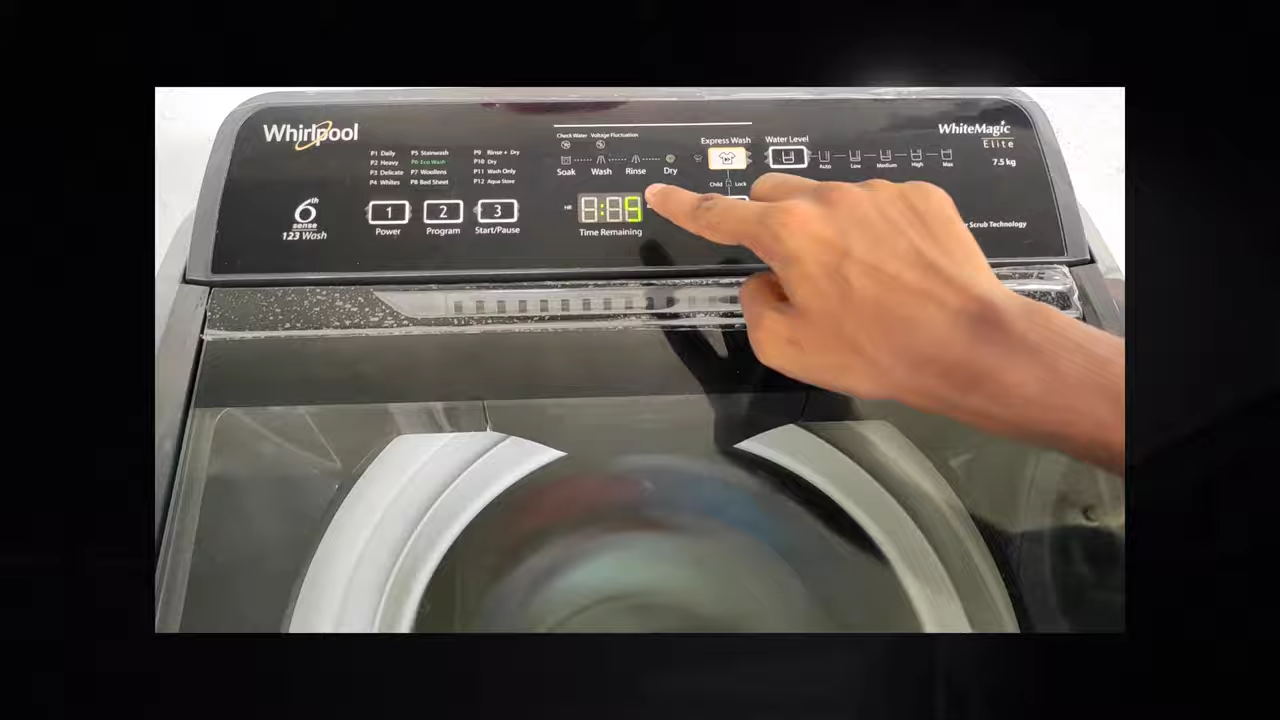 Whirlpool
P1 Daily
P2 Heavy
P3 Delicate
P4 Whites
P5 Stainwash
P6 Eco Wash
P7 Woollens
P8 Bed Sheet
P9 Rinse + Dry
P10 Dry
P11 Wash Only
P12 Aqua Store
6th
sense
123 Wash
1
Power
2
Program
3
Start/Pause
Check Water Voltage Fluctuation
Soak Wash Rinse Dry
HR
Time Remaining
Express Wash
Child Lock
Water Level
Auto Low Medium High Max
WhiteMagic
Elite
7.5 kg
Scrub Technology